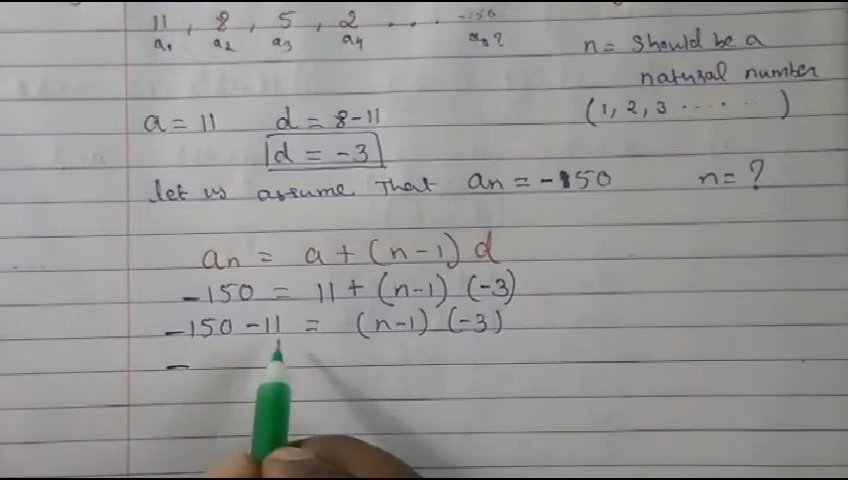 11, 8, 5, 2 . . . . -150
a1 a2 a3 a4 an?
n = should be a
natural number
(1, 2, 3 ......)
a = 11 d = 8-11
d = -3
let us assume That an = -150 n = ?
an = a + (n-1) d
-150 = 11 + (n-1) (-3)
-150 -11 = (n-1) (-3)
-